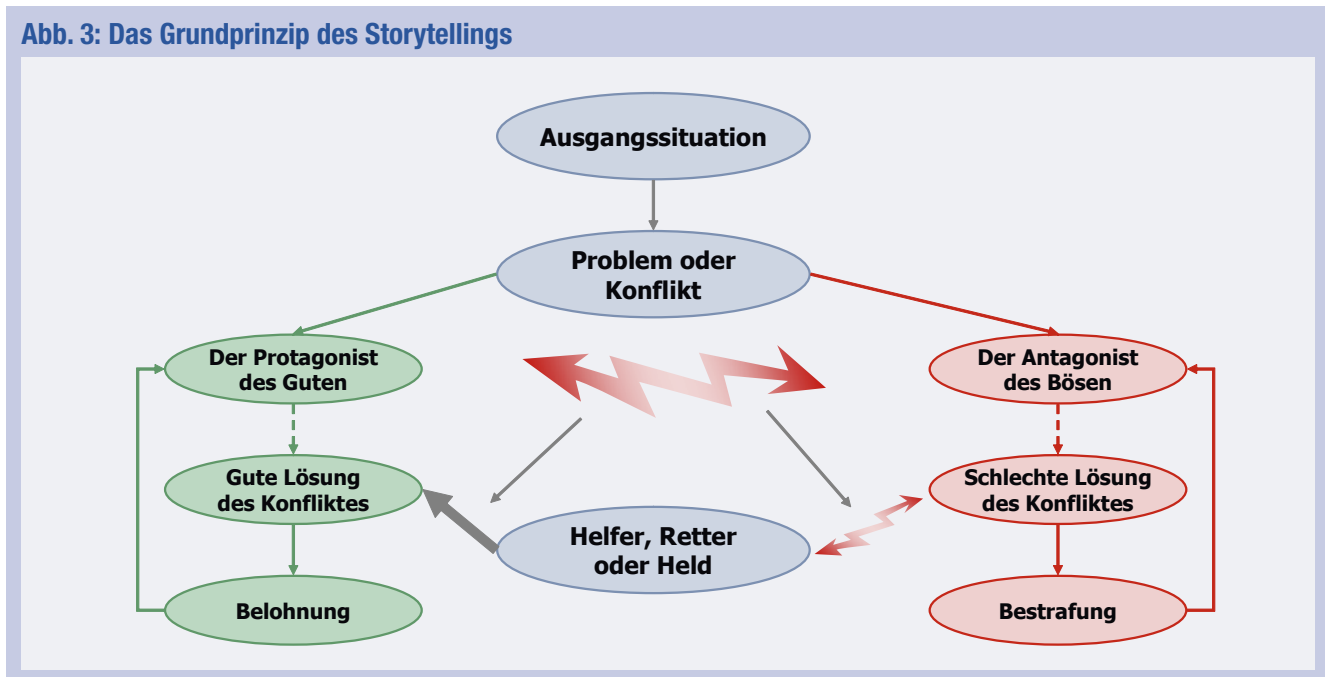 Abb. 3: Das Grundprinzip des Storytellings
Ausgangssituation
Problem oder
Konflikt
Der Protagonist
des Guten
Der Antagonist
des Bösen
Gute Lösung
des Konfliktes
Schlechte Lösung
des Konfliktes
Helfer, Retter
oder Held
Belohnung
Bestrafung